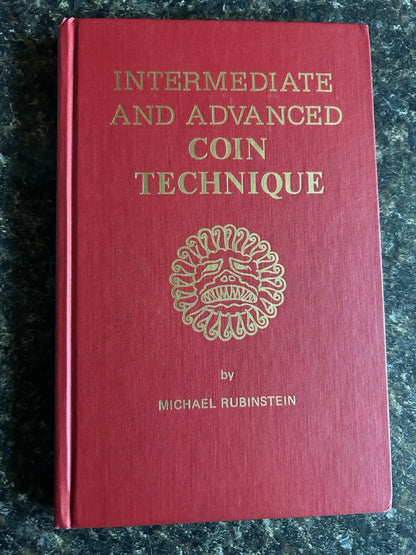 INTERMEDIATE
AND ADVANCED
COIN
TECHNIQUE
by
MICHAEL RUBINSTEIN